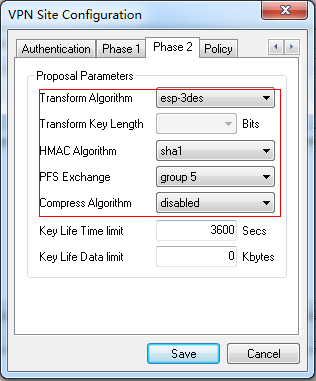 VPN Site Configuration
Authentication Phase 1 Phase 2 Policy
Proposal Parameters
Transform Algorithm esp-3des
Transform Key Length Bits
HMAC Algorithm sha1
PFS Exchange group 5
Compress Algorithm disabled
Key Life Time limit 3600 Secs
Key Life Data limit 0 Kbytes
Save Cancel